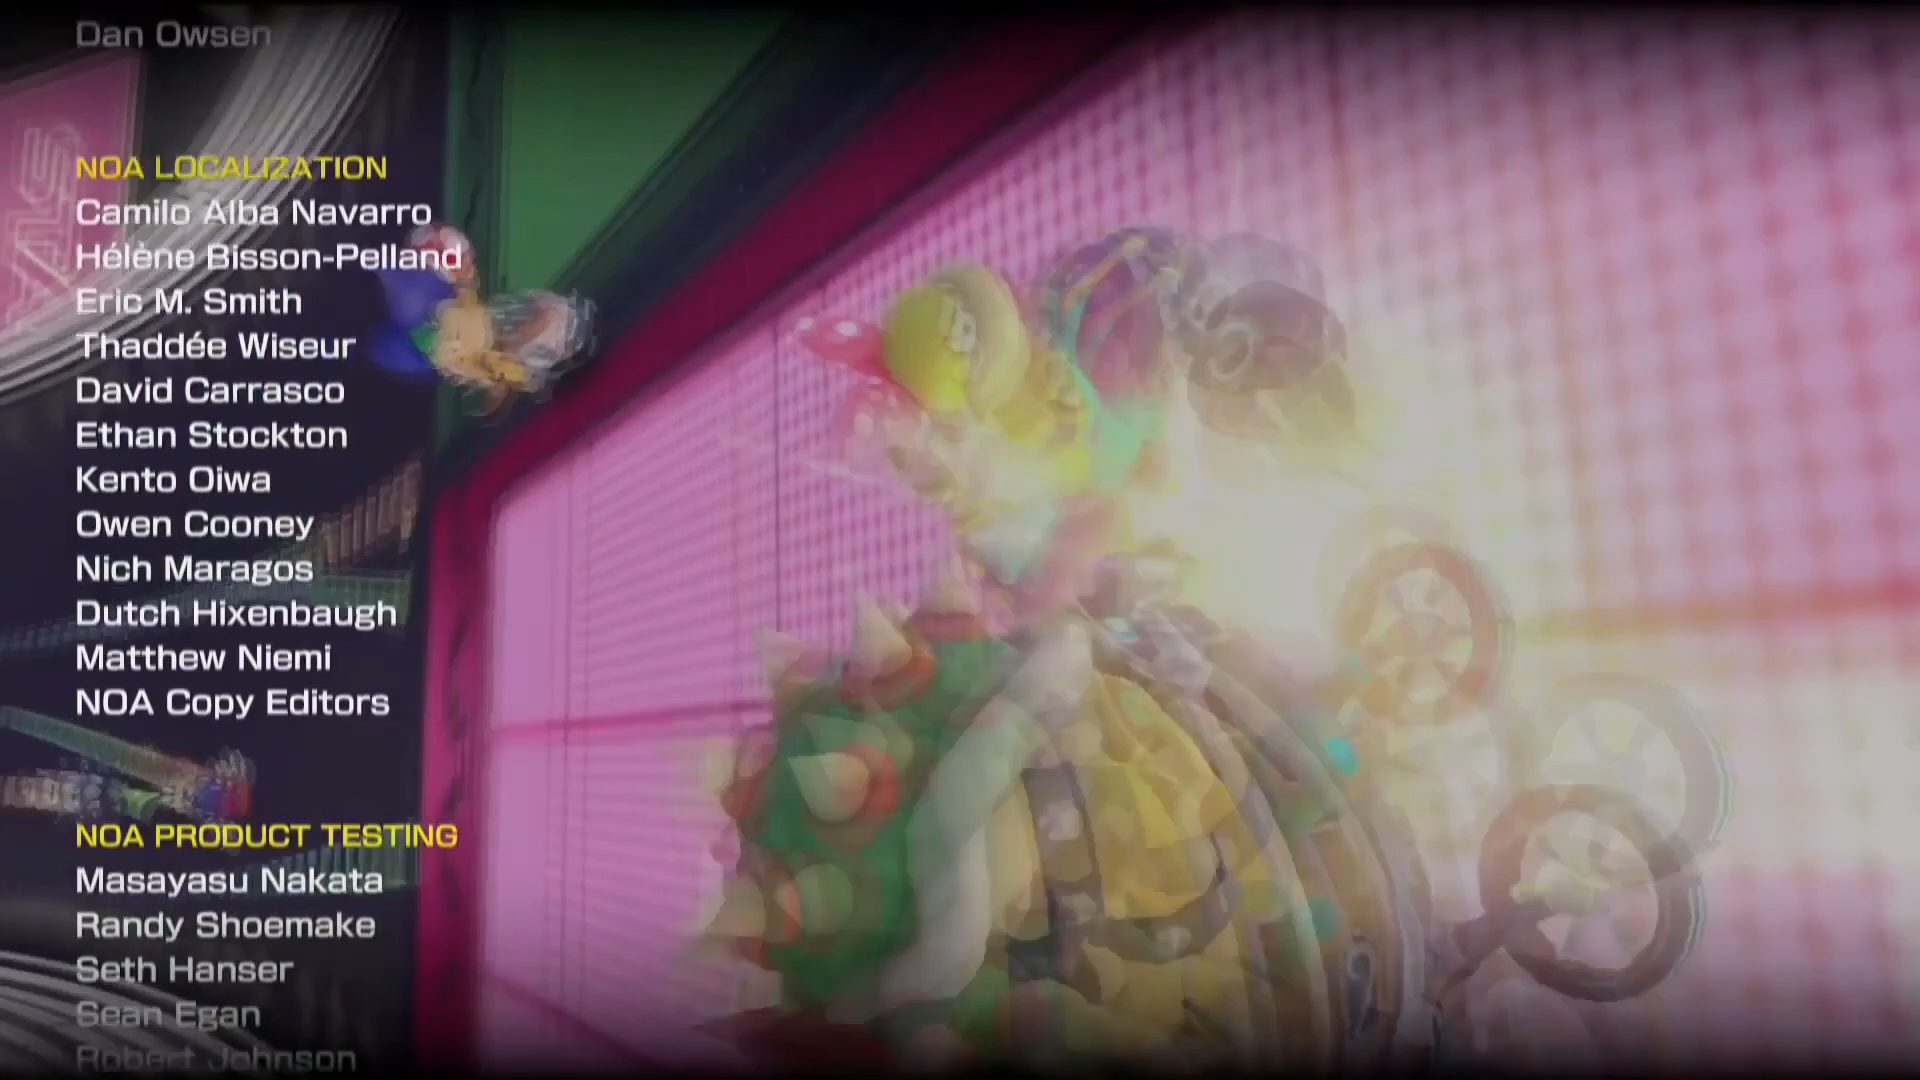 Dan Owsen
NOA LOCALIZATION
Camilo Alba Navarro
Hélène Bisson-Pelland
Eric M. Smith
Thaddée Wiseur
David Carrasco
Ethan Stockton
Kento Oiwa
Owen Cooney
Nich Maragos
Dutch Hixenbaugh
Matthew Niemi
NOA Copy Editors
NOA PRODUCT TESTING
Masayasu Nakata
Randy Shoemake
Seth Hanser
Sean Egan
Robert Johnson